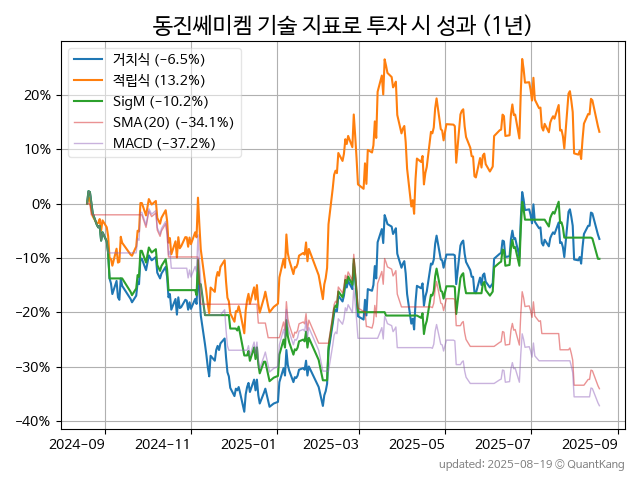 동진쎄미켐 기술 지표로 투자 시 성과 (1년)
거치식 (−6.5%)
적립식 (13.2%)
SigM (−10.2%)
SMA(20) (−34.1%)
MACD (−37.2%)
20%
10%
0%
−10%
−20%
−30%
−40%
2024-09 2024-11 2025-01 2025-03 2025-05 2025-07 2025-09
updated: 2025-08-19 © QuantKang